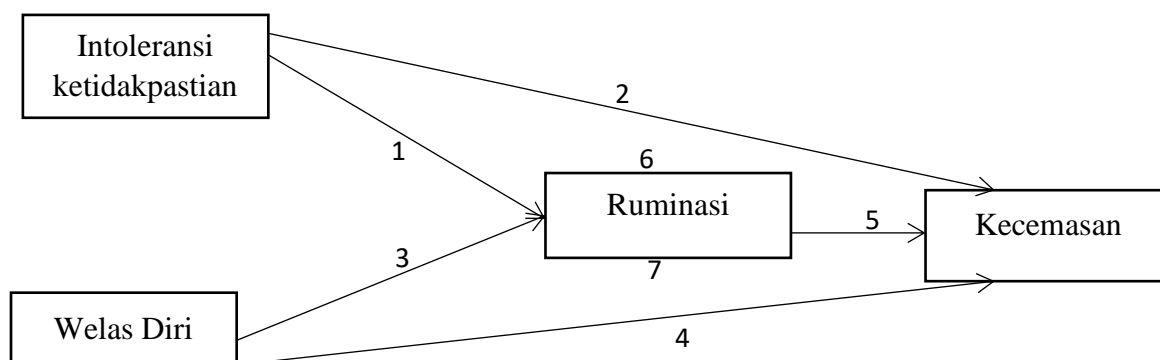 Intoleransi
ketidakpastian
2
1
6
Ruminasi
5
Kecemasan
3
7
Welas Diri
4